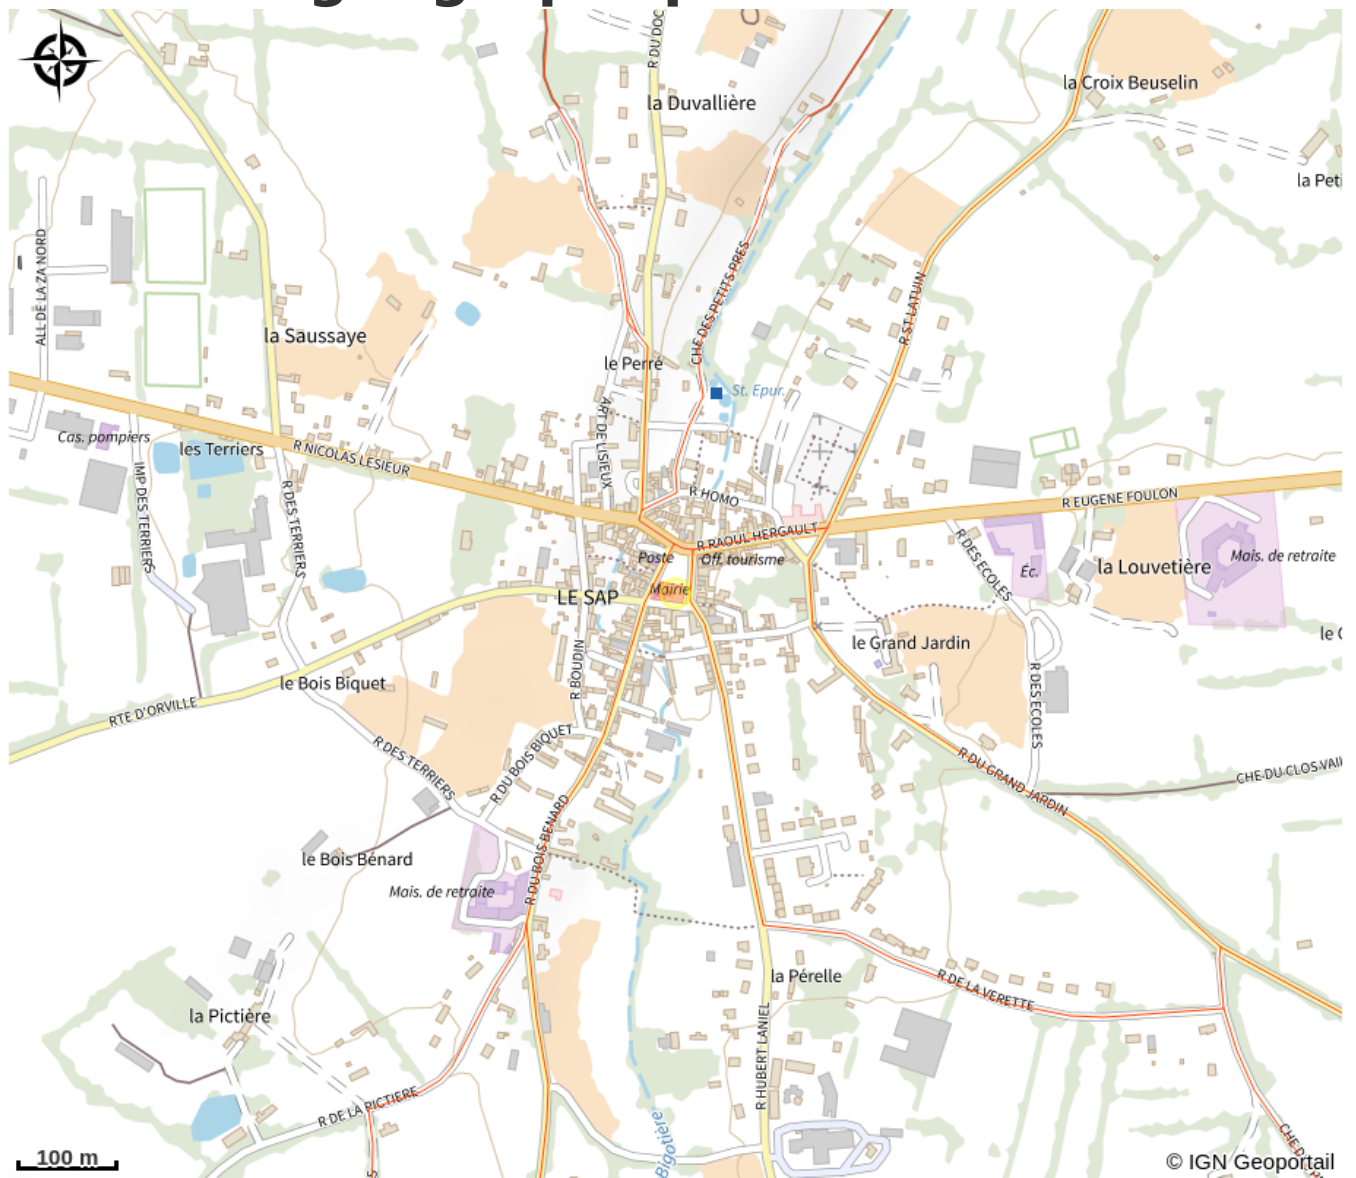 R DU DOC
la Duvallière
la Croix Beuselin
la Peti
ALL DE LA ZA NORD
CHE DES PETITS PRES
R ST LATUIN
la Saussaye
le Perré
St. Epur.
ART DE LISIEUX
Cas. pompiers
les Terriers
R NICOLAS LESIEUR
IMP DES TERRIERS
R DES TERRIERS
R HOMO
R EUGENE FOULON
R RAOUL HERGAULT
Poste
Off. tourisme
R DES ECOLES
Éc.
la Louvetière
Mais. de retraite
Mairie
LE SAP
le Grand Jardin
R BOUDIN
le Bois Biquet
R DES ECOLES
RTE D'ORVILLE
R DES TERRIERS
R DU BOIS BIQUET
R DU GRAND JARDIN
CHE DU CLOS VAI
R DU BOIS BENARD
le Bois Bénard
Mais. de retraite
la Pérelle
R DE LA VERETTE
la Pictière
R HUBERT LANIEL
R DE LA PICTIERE
Bigotière
100 m
© IGN Geoportail